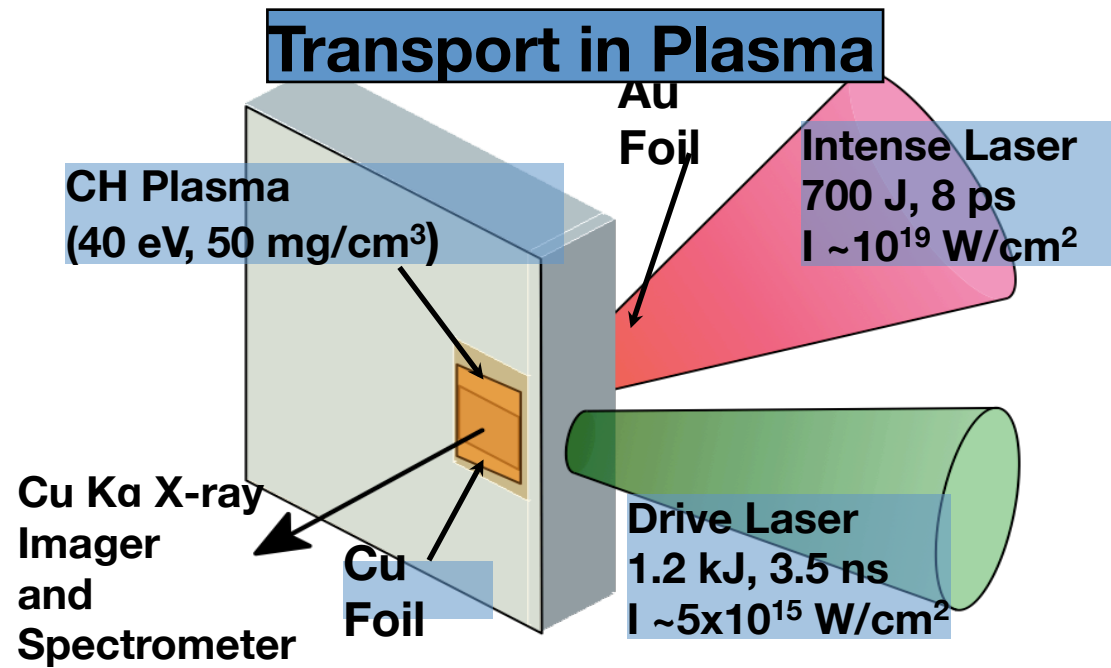 Transport in Plasma
Au
Foil
Intense Laser
700 J, 8 ps
I ~10¹⁹ W/cm²
CH Plasma
(40 eV, 50 mg/cm³)
Cu Kα X-ray
Imager
and
Spectrometer
Cu
Foil
Drive Laser
1.2 kJ, 3.5 ns
I ~5x10¹⁵ W/cm²